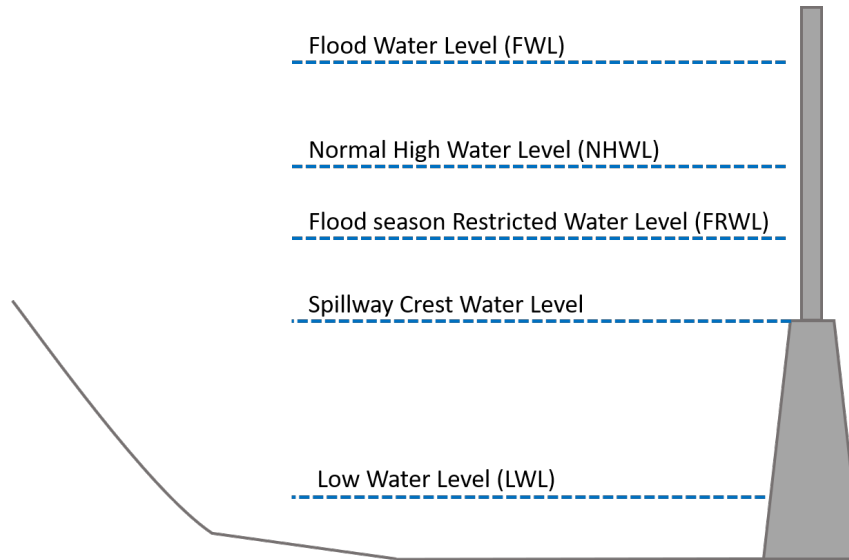 Flood Water Level (FWL)
Normal High Water Level (NHWL)
Flood season Restricted Water Level (FRWL)
Spillway Crest Water Level
Low Water Level (LWL)